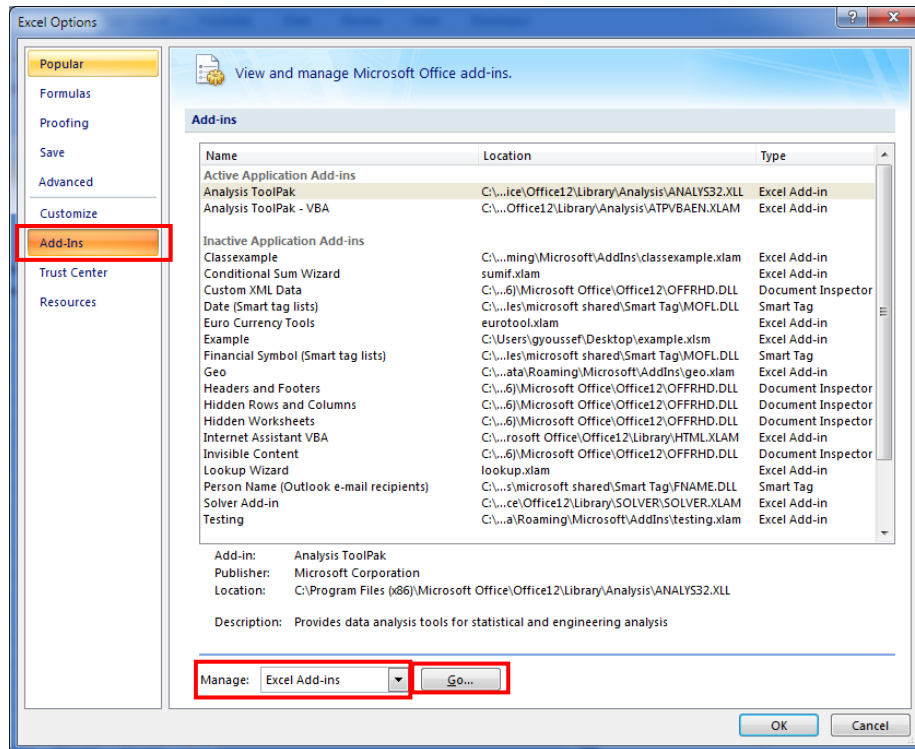 Excel Options
Popular
Formulas
Proofing
Save
Advanced
Customize
Add-Ins
Trust Center
Resources
View and manage Microsoft Office add-ins.
Add-ins
Name Location Type
Active Application Add-ins
Analysis ToolPak C:\...ice\Office12\Library\Analysis\ANALYS32.XLL Excel Add-in
Analysis ToolPak - VBA C:\...Office12\Library\Analysis\ATPVBAEN.XLAM Excel Add-in
Inactive Application Add-ins
Classexample C:\...ming\Microsoft\AddIns\classexample.xlam Excel Add-in
Conditional Sum Wizard sumif.xlam Excel Add-in
Custom XML Data C:\...6)\Microsoft Office\Office12\OFFRHD.DLL Document Inspector
Date (Smart tag lists) C:\...les\microsoft shared\Smart Tag\MOFL.DLL Smart Tag
Euro Currency Tools eurotool.xlam Excel Add-in
Example C:\Users\gyoussef\Desktop\example.xlsm Excel Add-in
Financial Symbol (Smart tag lists) C:\...les\microsoft shared\Smart Tag\MOFL.DLL Smart Tag
Geo C:\...ata\Roaming\Microsoft\AddIns\geo.xlam Excel Add-in
Headers and Footers C:\...6)\Microsoft Office\Office12\OFFRHD.DLL Document Inspector
Hidden Rows and Columns C:\...6)\Microsoft Office\Office12\OFFRHD.DLL Document Inspector
Hidden Worksheets C:\...6)\Microsoft Office\Office12\OFFRHD.DLL Document Inspector
Internet Assistant VBA C:\...rosoft Office\Office12\Library\HTML.XLAM Excel Add-in
Invisible Content C:\...6)\Microsoft Office\Office12\OFFRHD.DLL Document Inspector
Lookup Wizard lookup.xlam Excel Add-in
Person Name (Outlook e-mail recipients) C:\...s\microsoft shared\Smart Tag\FNAME.DLL Smart Tag
Solver Add-in C:\...ce\Office12\Library\SOLVER\SOLVER.XLAM Excel Add-in
Testing C:\...a\Roaming\Microsoft\AddIns\testing.xlam Excel Add-in
Add-in: Analysis ToolPak
Publisher: Microsoft Corporation
Location: C:\Program Files (x86)\Microsoft Office\Office12\Library\Analysis\ANALYS32.XLL
Description: Provides data analysis tools for statistical and engineering analysis
Manage: Excel Add-ins Go...
OK Cancel